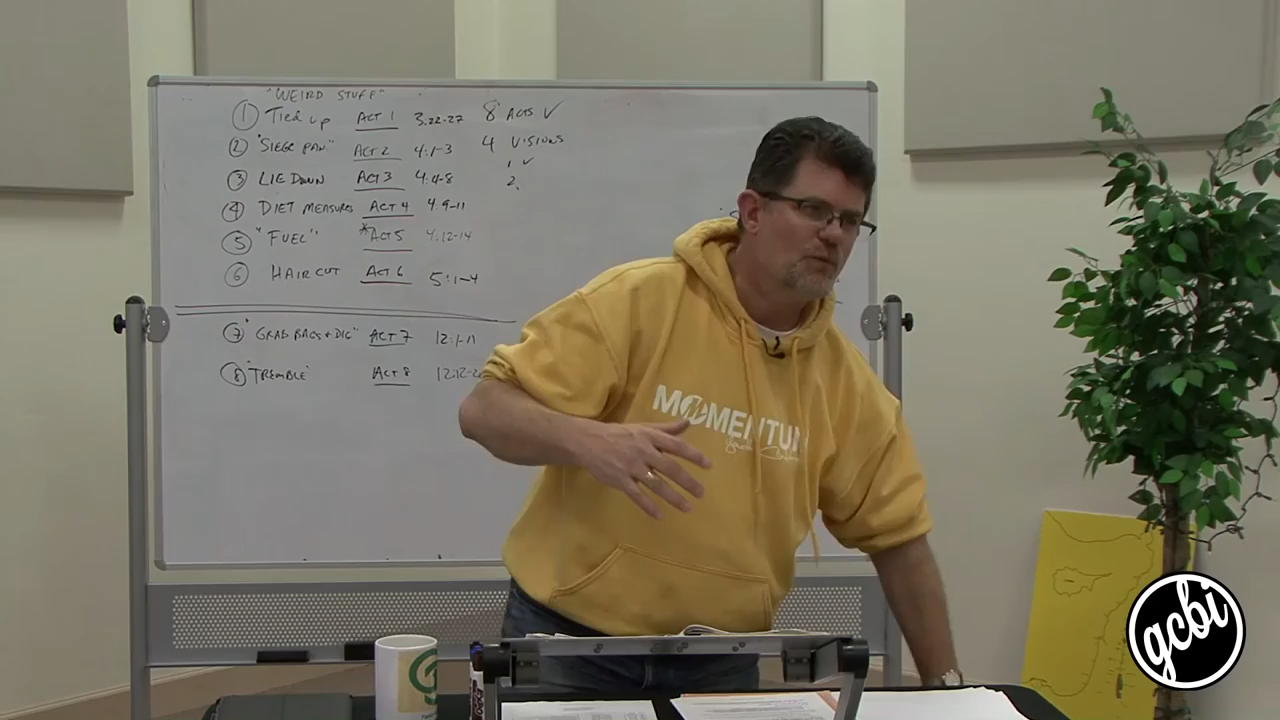 "WEIRD STUFF"
① Tied up ACT 1 3:22-27 8 ACTS ✓
② "SIEGE PAN" ACT 2 4:1-3 4 VISIONS
1 ✓
③ LIE DOWN ACT 3 4:4-8 2.
④ DIET MEASURES ACT 4 4:9-11
⑤ "FUEL" *ACT 5 4:12-14
⑥ HAIRCUT ACT 6 5:1-4
⑦ "GRAB BAGS + DIG" ACT 7 12:1-11
⑧ "TREMBLE" ACT 8
MOMENTUM
gcbi